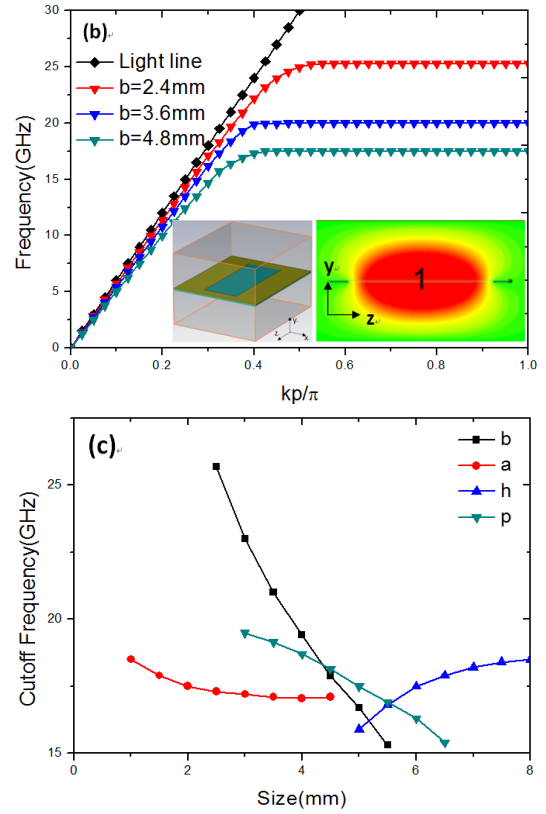 (b)
Light line
b=2.4mm
b=3.6mm
b=4.8mm
30
25
20
15
10
5
0
Frequency(GHz)
y
z
x
1
y
z
0.0 0.2 0.4 0.6 0.8 1.0
kp/π
(c)
b
a
h
p
25
20
15
Cutoff Frequency(GHz)
0 2 4 6 8
Size(mm)